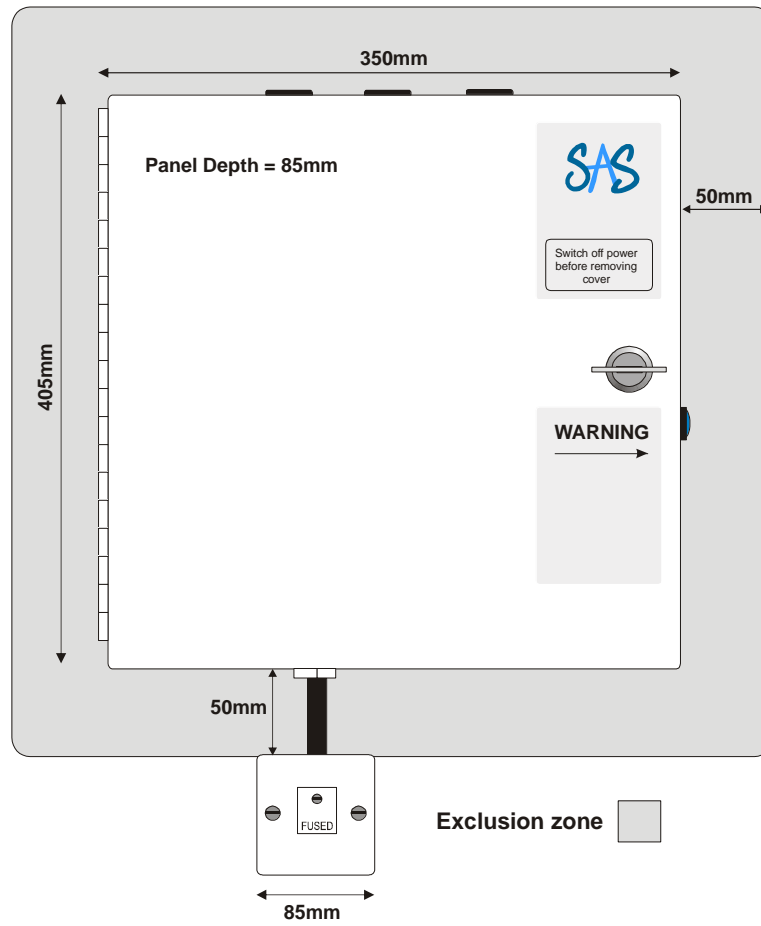 350mm
Panel Depth = 85mm
SAS
50mm
Switch off power
before removing
cover
405mm
WARNING
50mm
FUSED
Exclusion zone
85mm